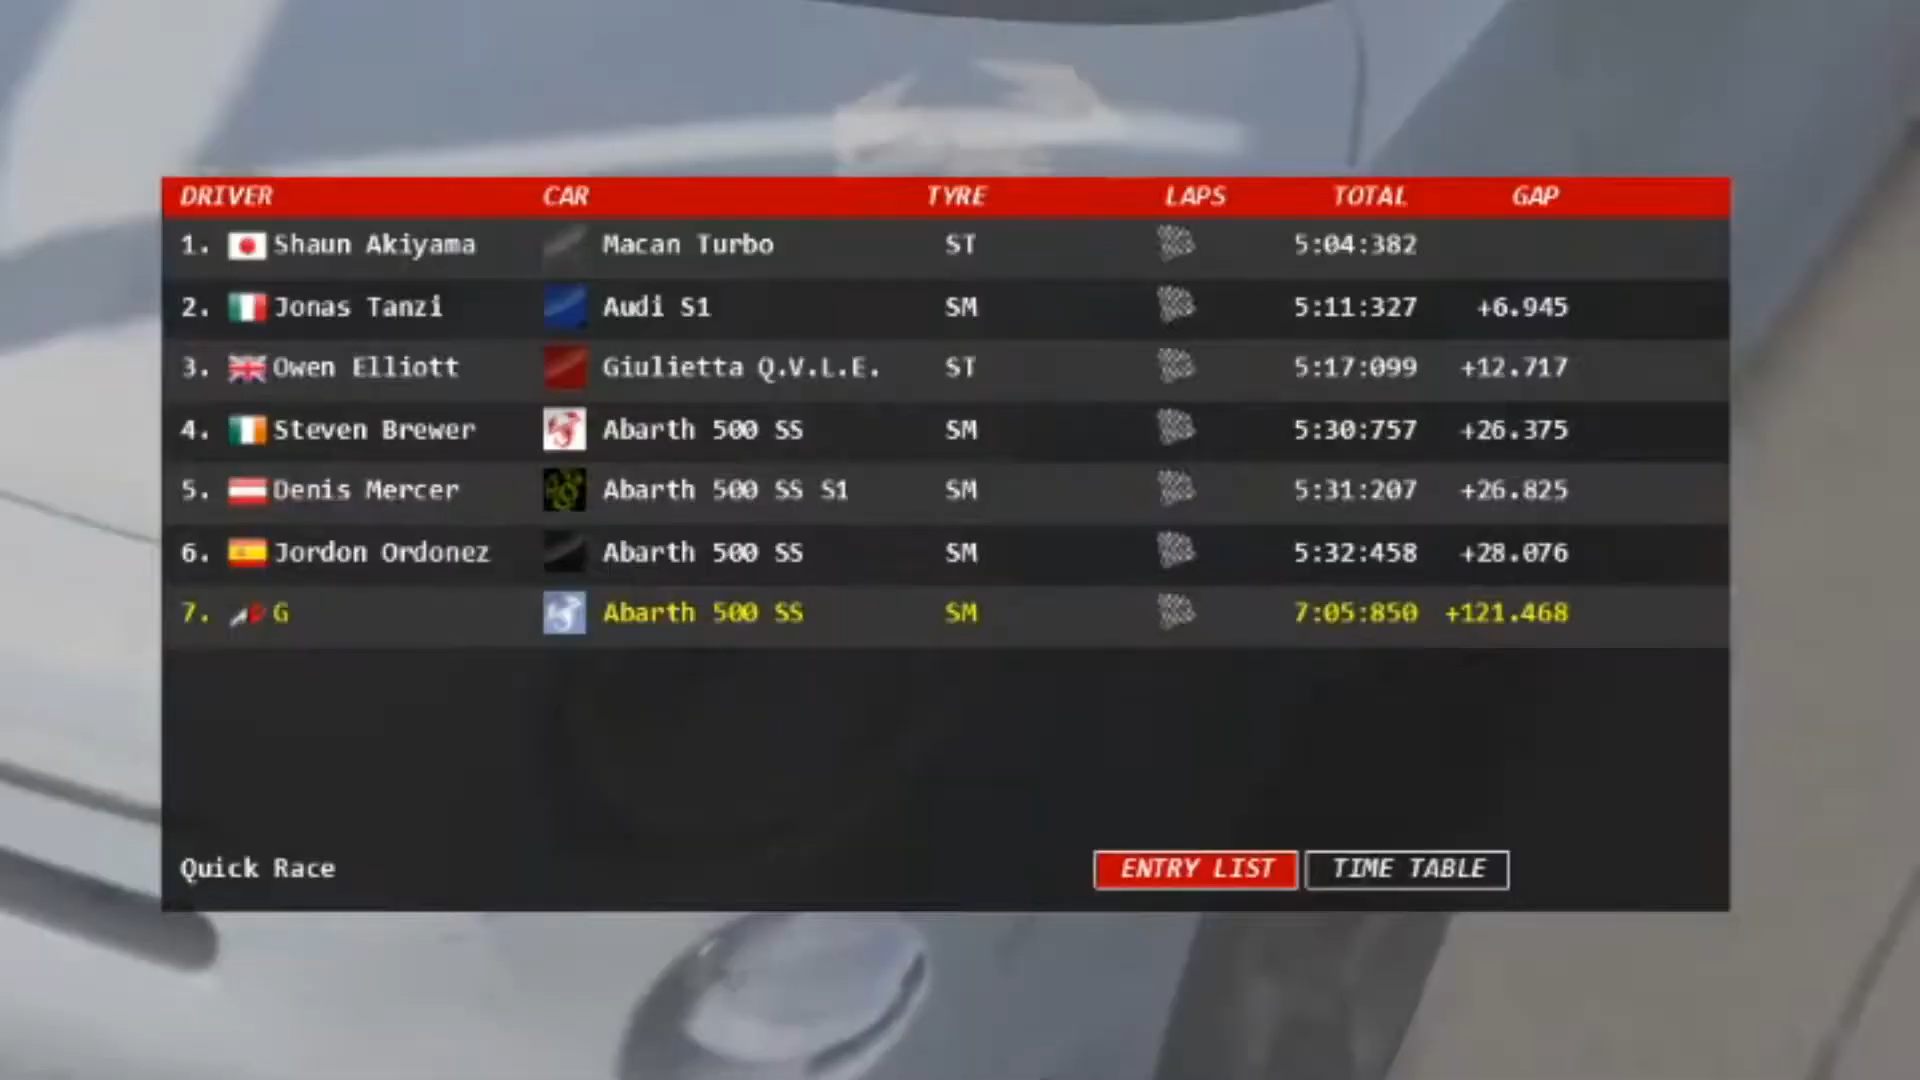 DRIVER CAR TYRE LAPS TOTAL GAP
1. Shaun Akiyama Macan Turbo ST 5:04:382
2. Jonas Tanzi Audi S1 SM 5:11:327 +6.945
3. Owen Elliott Giulietta Q.V.L.E. ST 5:17:099 +12.717
4. Steven Brewer Abarth 500 SS SM 5:30:757 +26.375
5. Denis Mercer Abarth 500 SS S1 SM 5:31:207 +26.825
6. Jordon Ordonez Abarth 500 SS SM 5:32:458 +28.076
7. G Abarth 500 SS SM 7:05:850 +121.468
Quick Race ENTRY LIST TIME TABLE